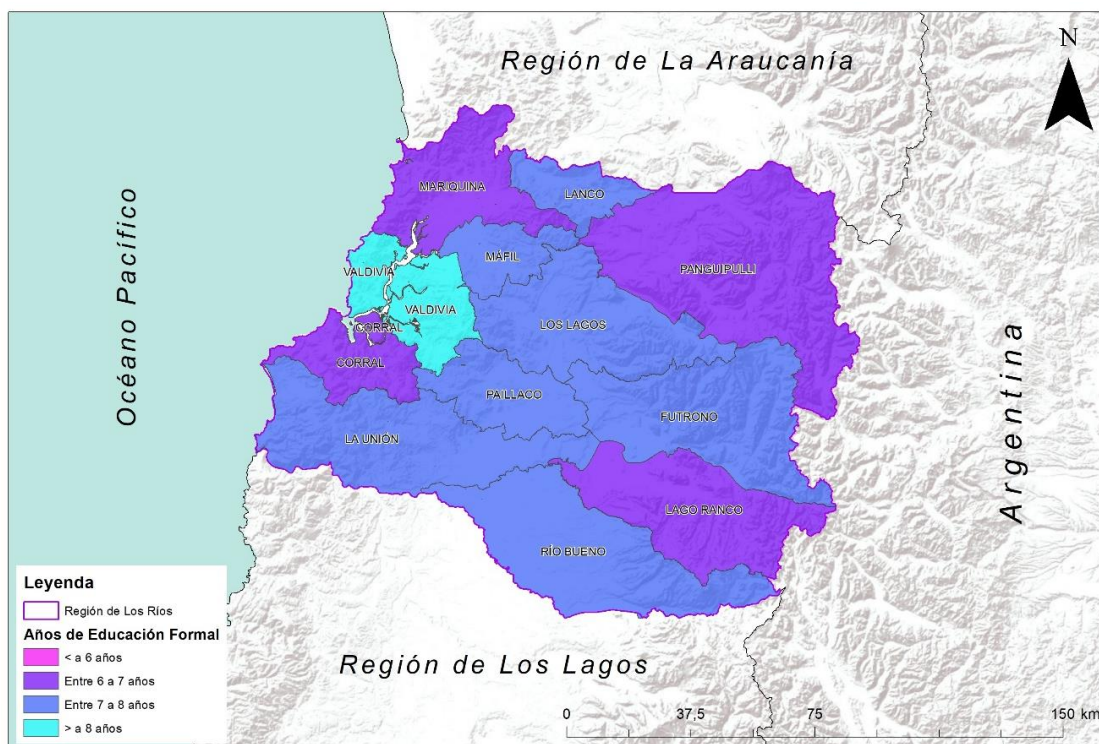 Región de La Araucanía
N
Océano Pacífico
MARIQUINA
LANCO
PANGUIPULLI
VALDIVIA
MÁFIL
VALDIVIA
LOS LAGOS
CORRAL
CORRAL
PAILLACO
FUTRONO
LA UNIÓN
LAGO RANCO
RÍO BUENO
Argentina
Leyenda
Región de Los Ríos
Años de Educación Formal
< a 6 años
Entre 6 a 7 años
Entre 7 a 8 años
> a 8 años
Región de Los Lagos
0 37,5 75 150 km